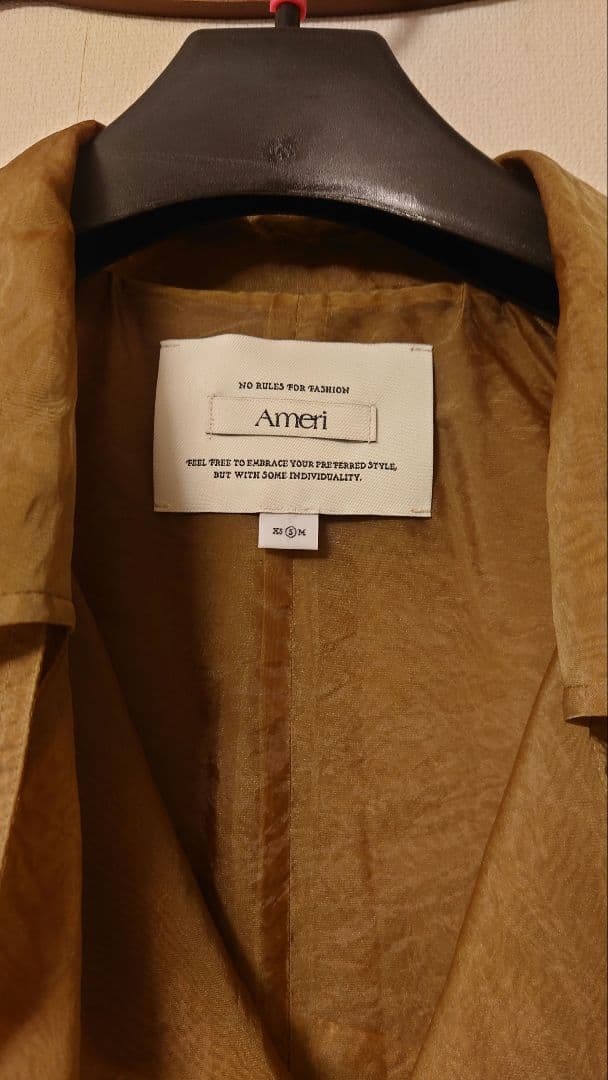 NO RULES FOR FASHION
Ameri
FEEL FREE TO EMBRACE YOUR PREFERRED STYLE,
BUT WITH SOME INDIVIDUALITY.
XS S M